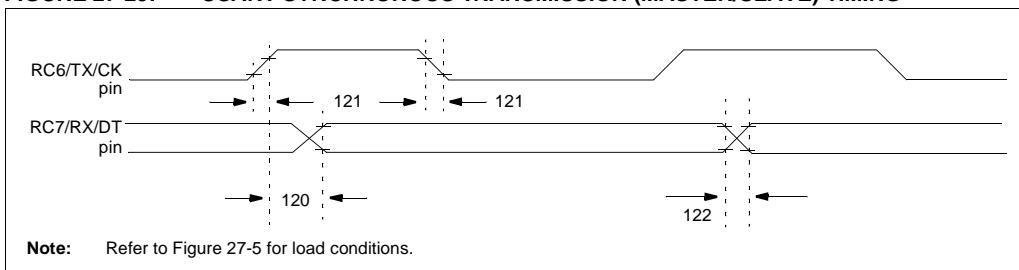 RC6/TX/CK
pin
121
121
RC7/RX/DT
pin
120
122
Note: Refer to Figure 27-5 for load conditions.